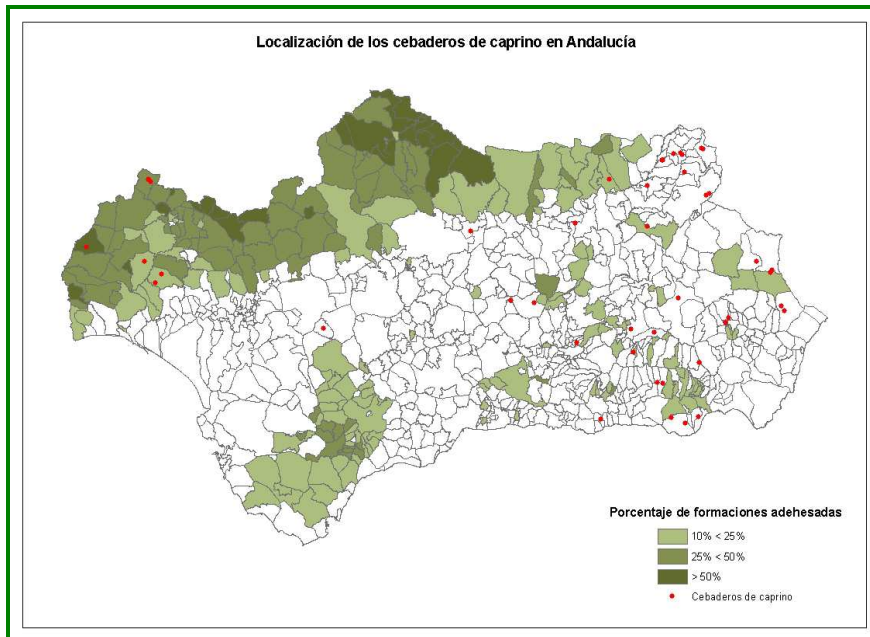 Localización de los cebaderos de caprino en Andalucía
Porcentaje de formaciones adehesadas
10% < 25%
25% < 50%
> 50%
Cebaderos de caprino